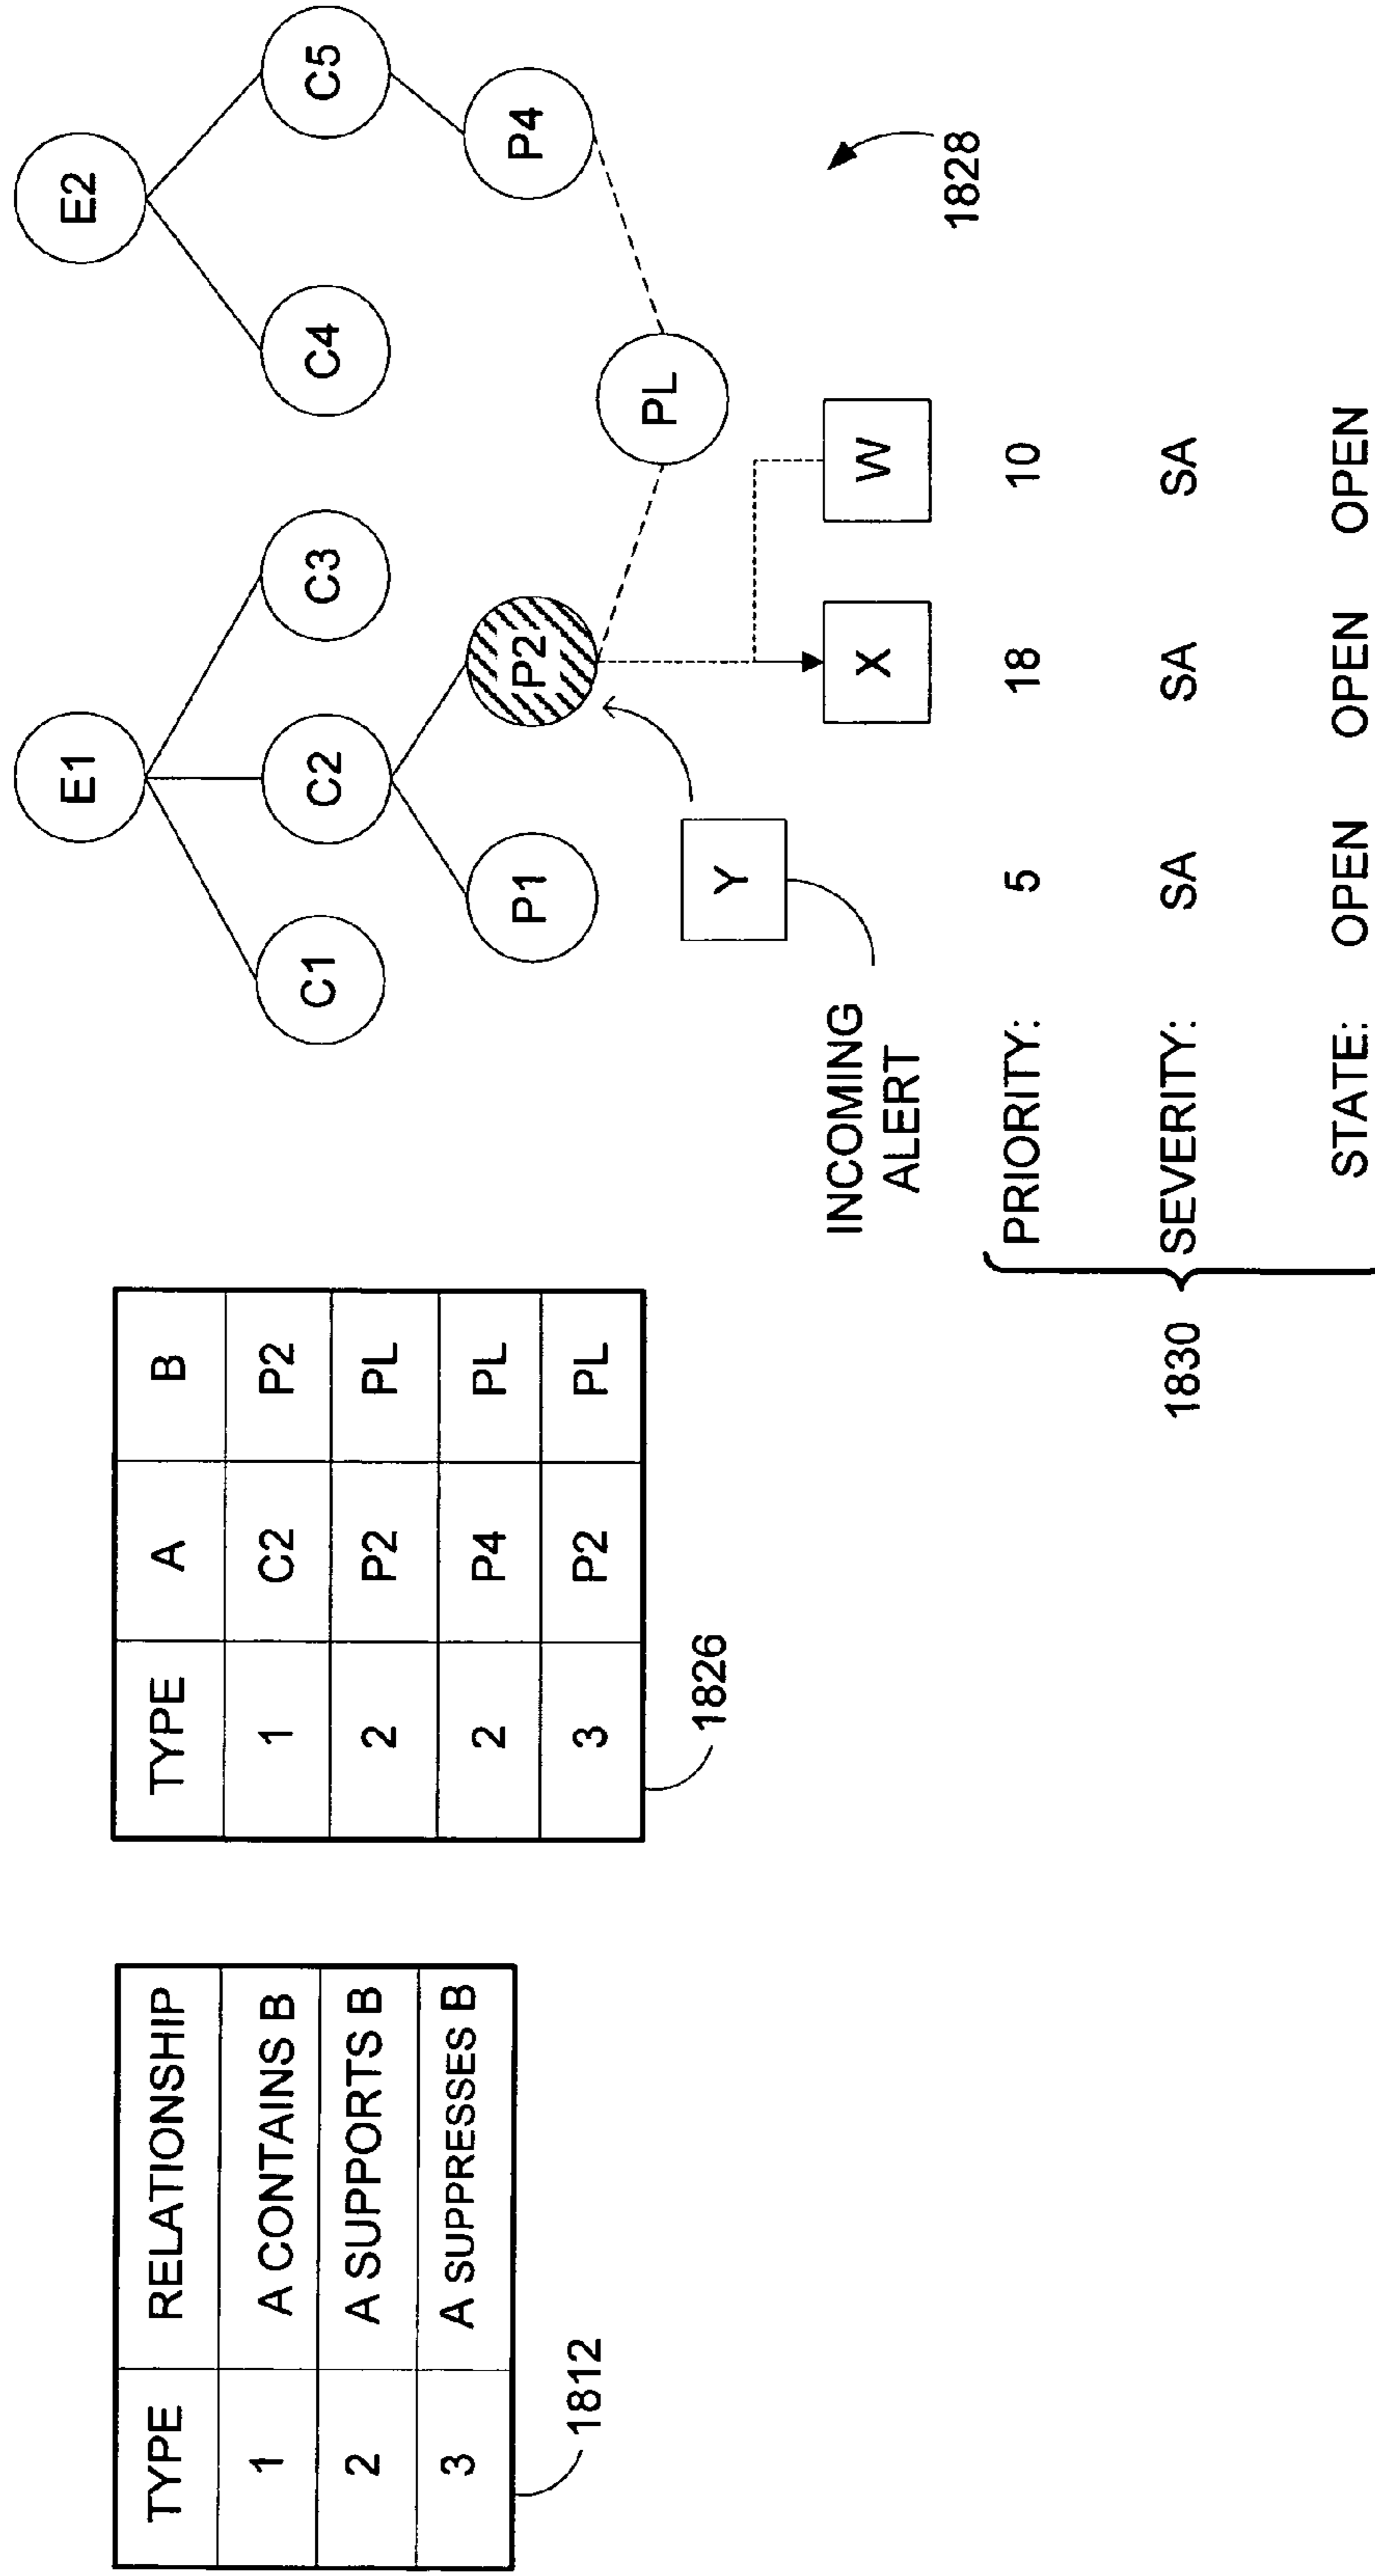 TYPE RELATIONSHIP
1 A CONTAINS B
2 A SUPPORTS B
3 A SUPPRESSES B
1812
TYPE A B
1 C2 P2
2 P2 PL
2 P4 PL
3 P2 PL
1826
E1 E2
C1 C2 C3 C4 C5
P1 P2 P4
PL
Y
INCOMING
ALERT
X W
1828
PRIORITY: 5 18 10
1830 SEVERITY: SA SA SA
STATE: OPEN OPEN OPEN